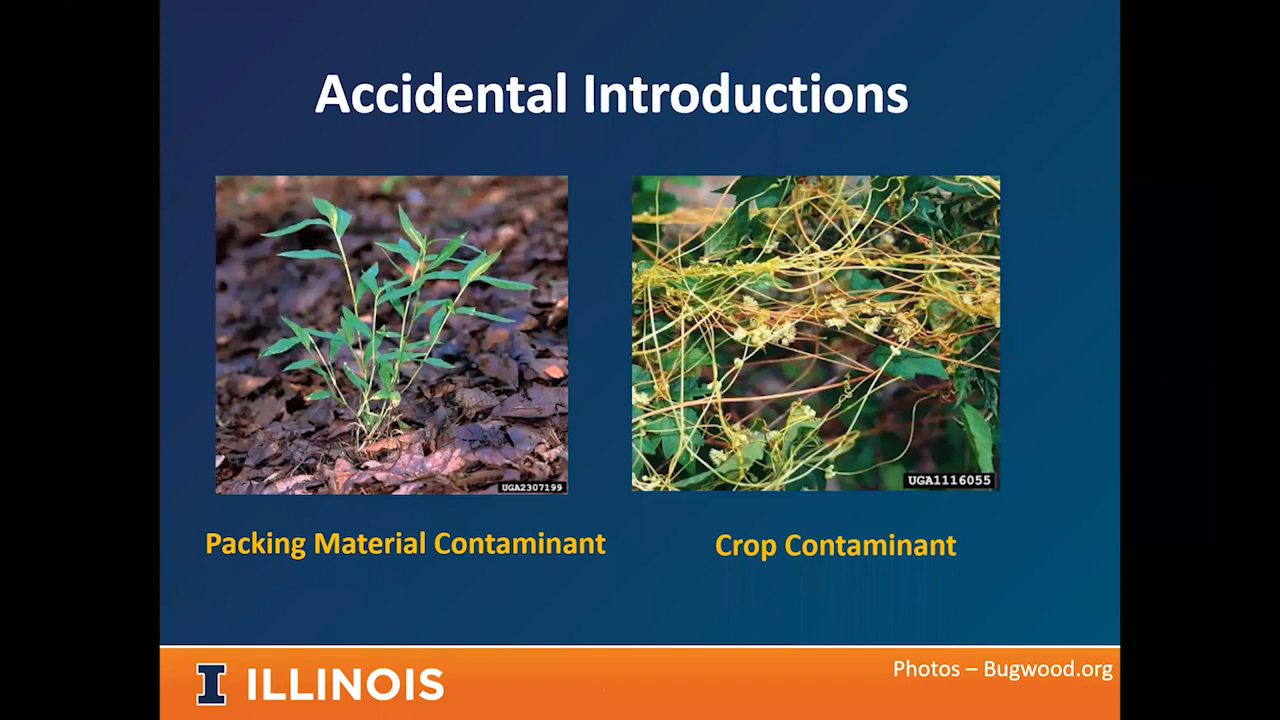 Accidental Introductions
UGA2307199
UGA1116055
Packing Material Contaminant
Crop Contaminant
I ILLINOIS
Photos – Bugwood.org